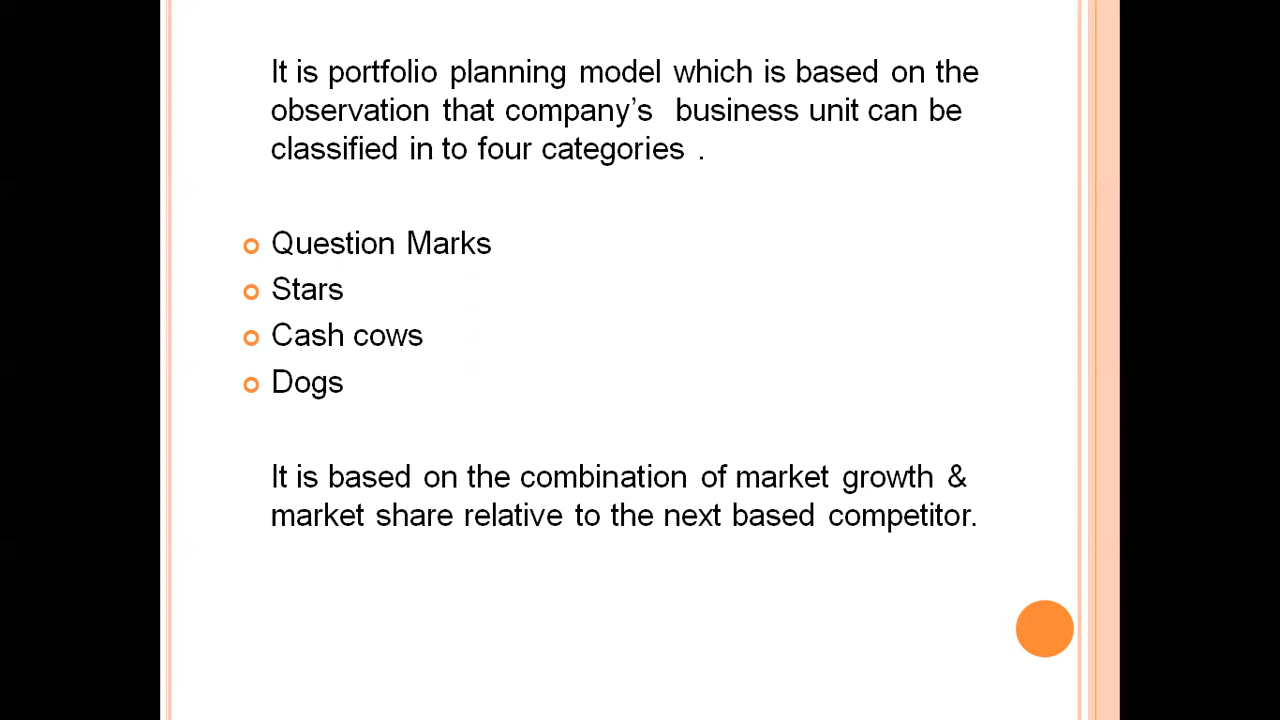 It is portfolio planning model which is based on the
observation that company’s business unit can be
classified in to four categories .
Question Marks
Stars
Cash cows
Dogs
It is based on the combination of market growth &
market share relative to the next based competitor.